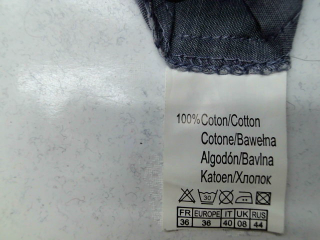 100% Coton/Cotton
Cotone/Bawełna
Algodón/Bavlna
Katoen/Хлопок
30
FR EUROPE IT UK RUS
36 36 40 08 44